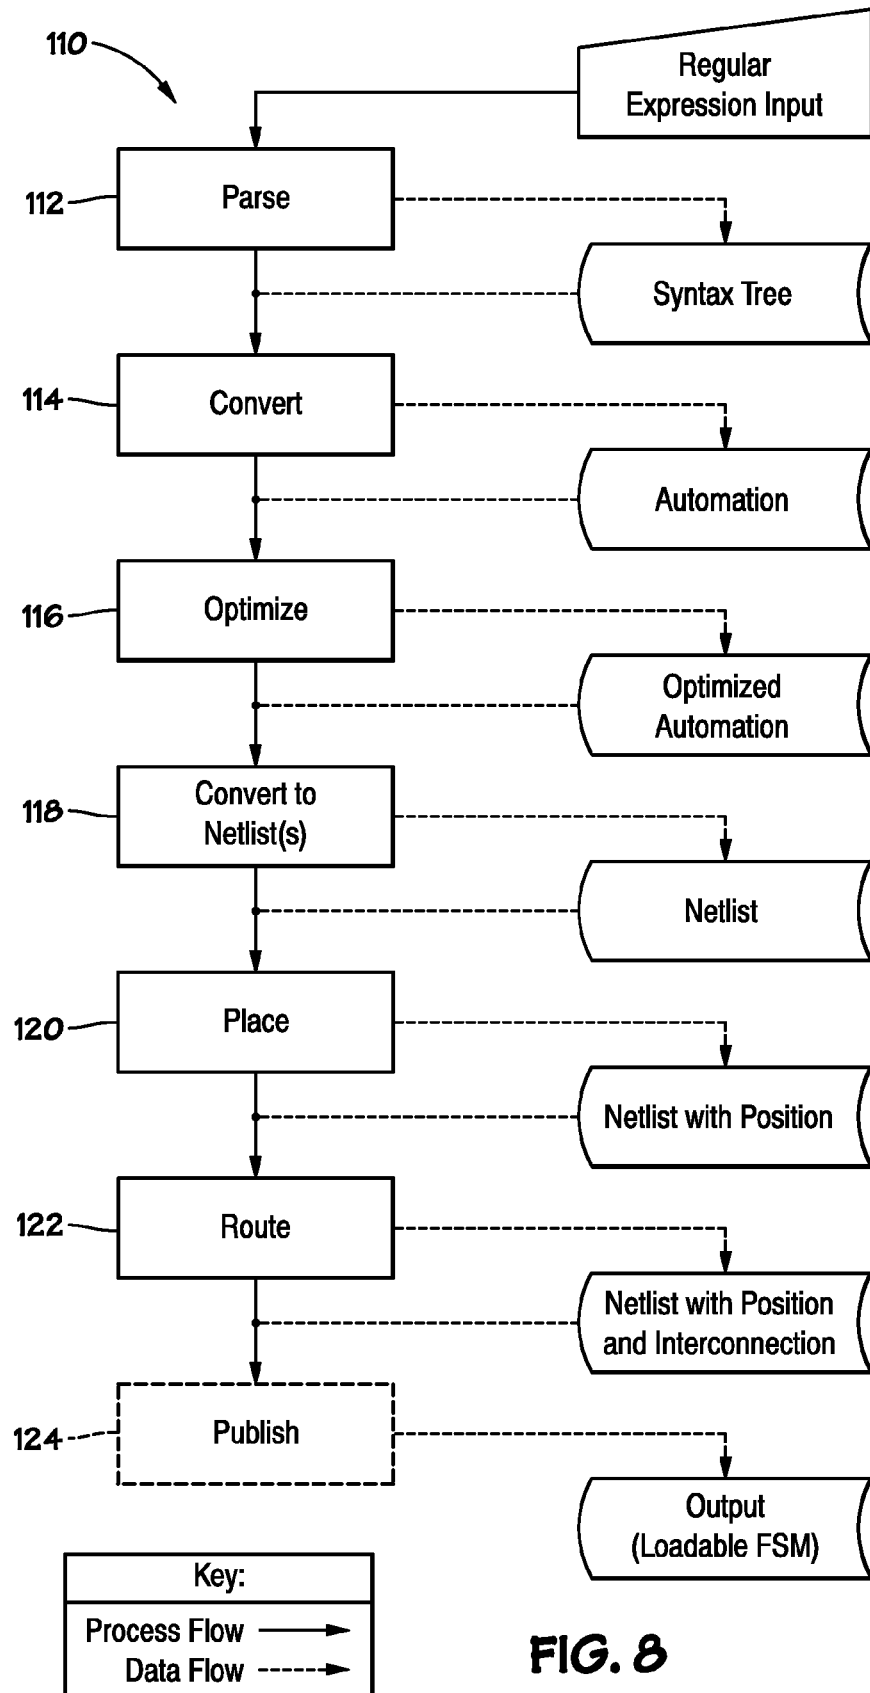 110
Regular
Expression Input
112
Parse
Syntax Tree
114
Convert
Automation
116
Optimize
Optimized
Automation
118
Convert to
Netlist(s)
Netlist
120
Place
Netlist with Position
122
Route
Netlist with Position
and Interconnection
124
Publish
Output
(Loadable FSM)
Key:
Process Flow
Data Flow
FIG. 8